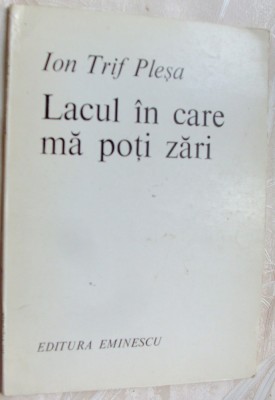 Ion Trif Pleșa
Lacul în care
mă poți zări
EDITURA EMINESCU